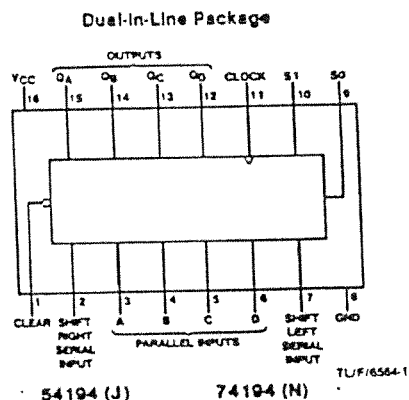 Dual-In-Line Package
OUTPUTS
VCC QA QB QC QD CLOCK S1 S0
16 15 14 13 12 11 10 9
1 2 3 4 5 6 7 8
CLEAR SHIFT RIGHT SERIAL INPUT A B C D SHIFT LEFT SERIAL INPUT GND
PARALLEL INPUTS
TL/F/6564-1
54194 (J) 74194 (N)